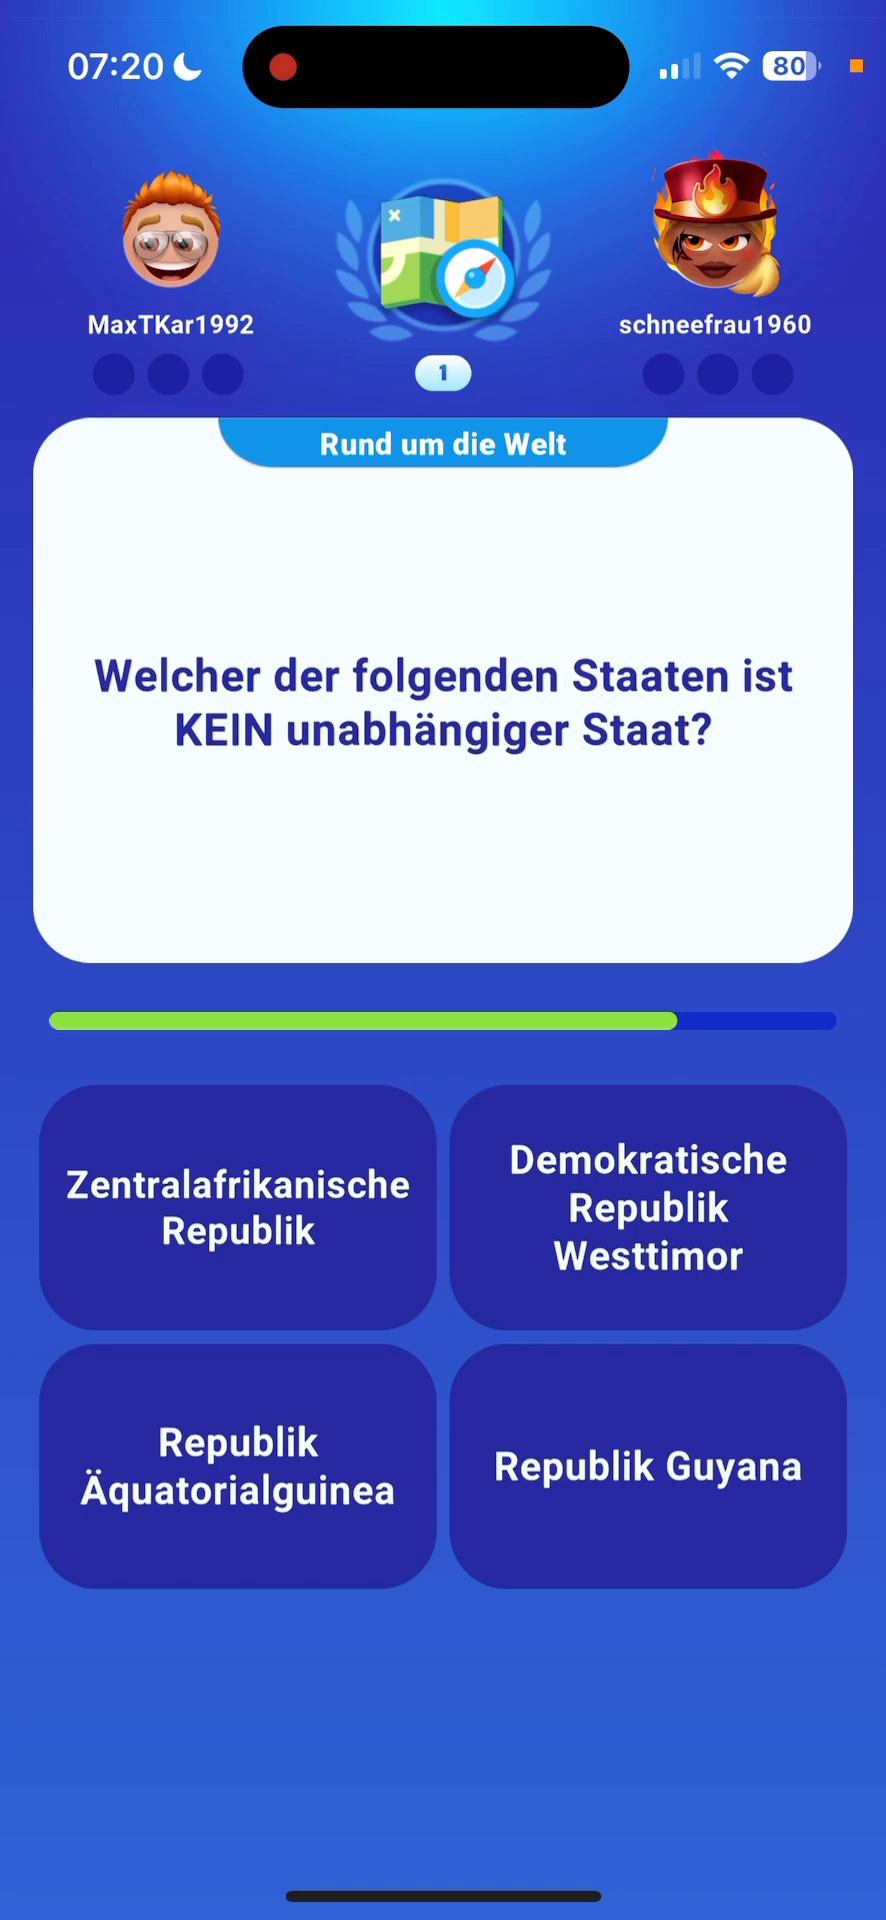 07:20
80
MaxTKar1992
schneefrau1960
1
Rund um die Welt
Welcher der folgenden Staaten ist
KEIN unabhängiger Staat?
Zentralafrikanische
Republik
Demokratische
Republik
Westtimor
Republik
Äquatorialguinea
Republik Guyana